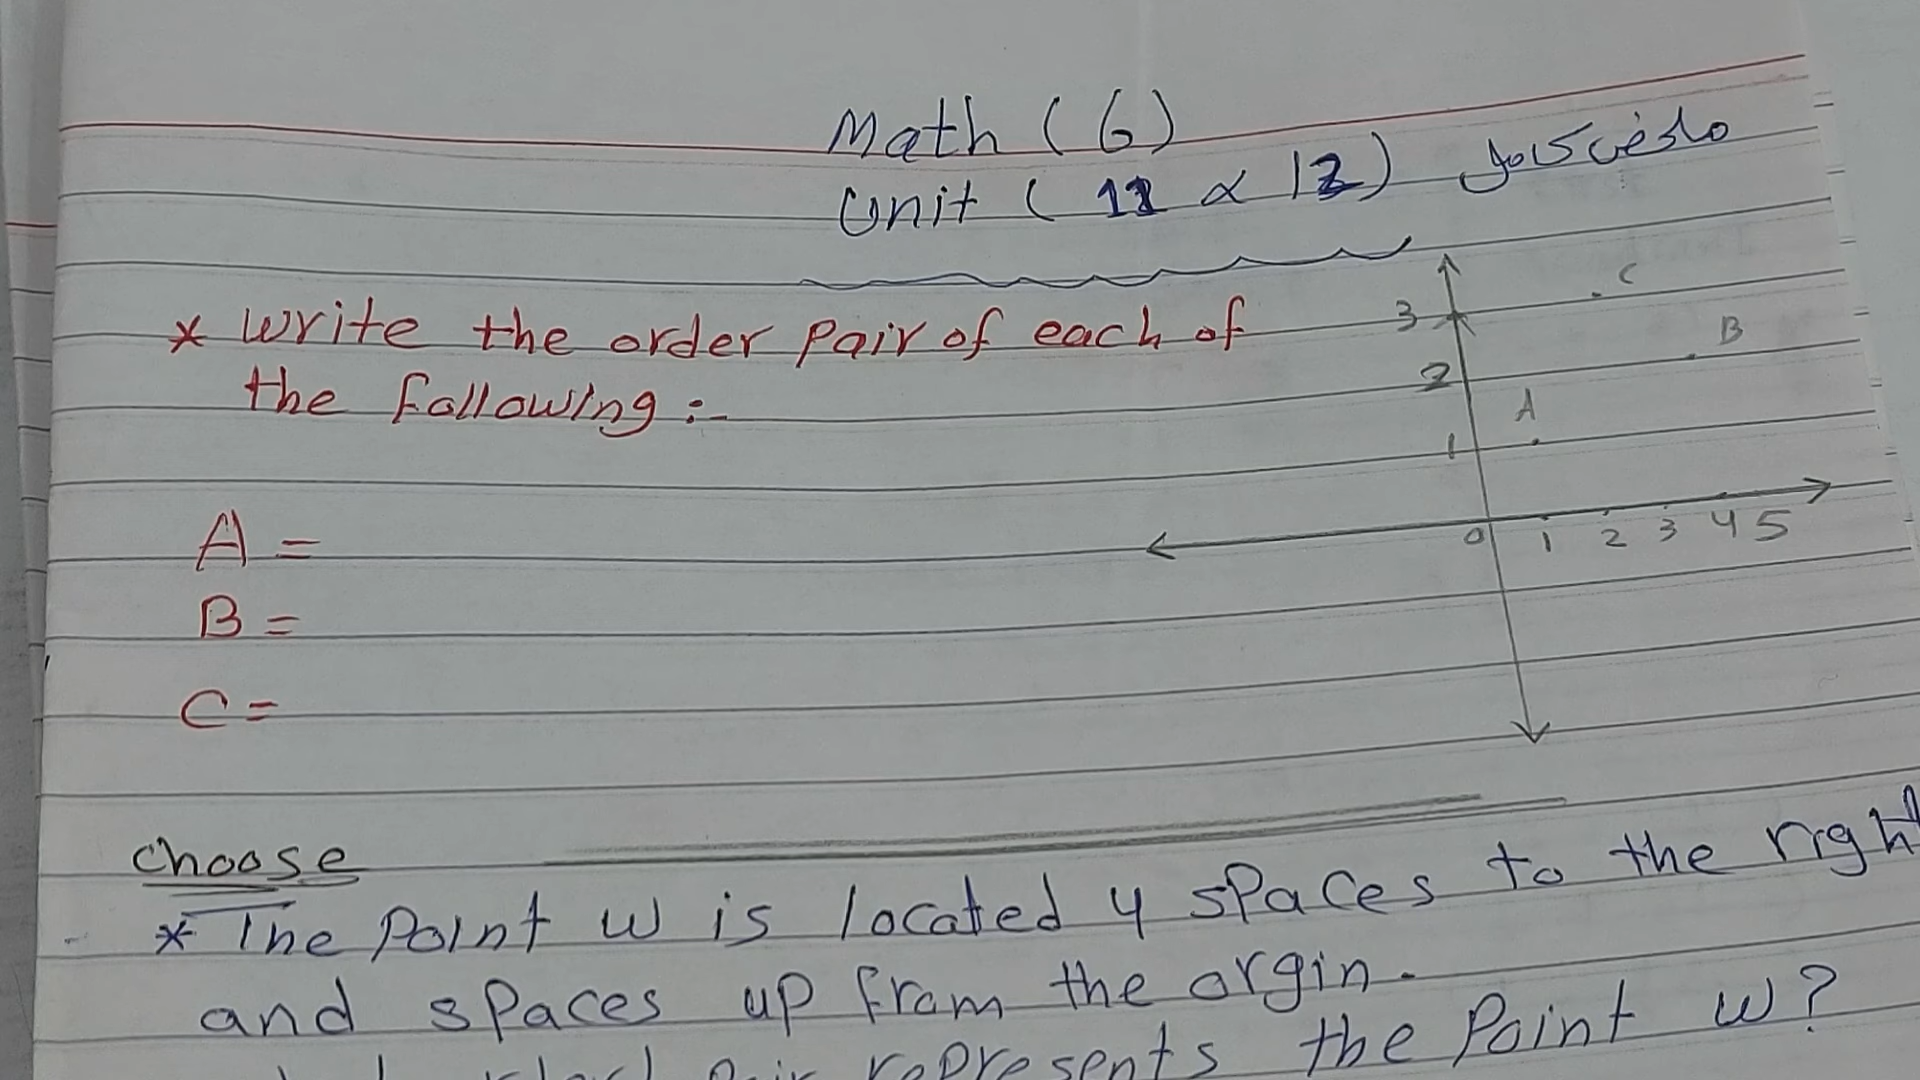 Math (6)
Unit ( 11 & 12 )
* Write the order pair of each of
the following :-
A =
B =
C =
3
2
1
C
B
A
0 1 2 3 4 5
choose
* The point w is located 4 spaces to the right
and spaces up from the orgin.
represents the point w?